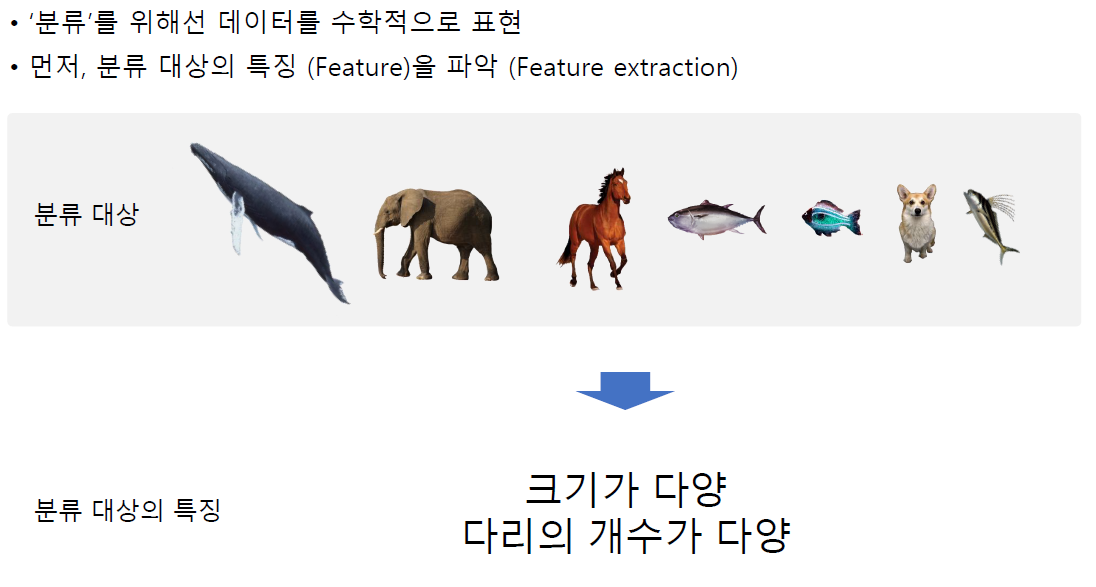 • ‘분류’를 위해선 데이터를 수학적으로 표현
• 먼저, 분류 대상의 특징 (Feature)을 파악 (Feature extraction)
분류 대상
크기가 다양
다리의 개수가 다양
분류 대상의 특징